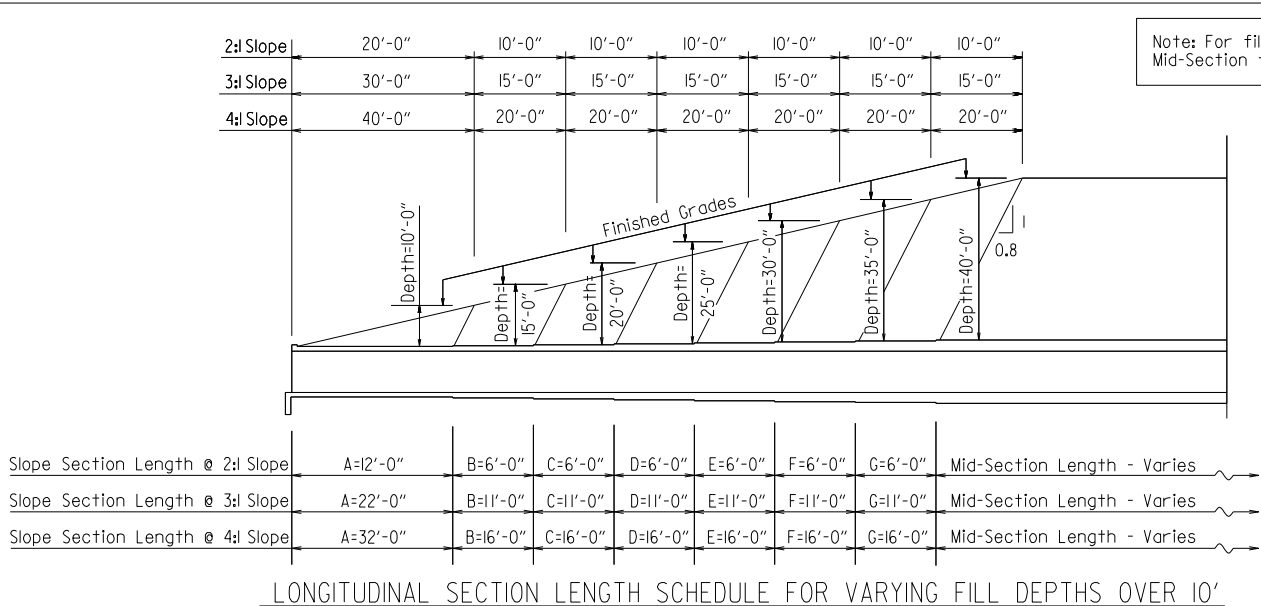 2:1 Slope 20'-0" 10'-0" 10'-0" 10'-0" 10'-0" 10'-0" 10'-0"
3:1 Slope 30'-0" 15'-0" 15'-0" 15'-0" 15'-0" 15'-0" 15'-0"
4:1 Slope 40'-0" 20'-0" 20'-0" 20'-0" 20'-0" 20'-0" 20'-0"
Note: For
Mid-Section
Finished Grades
Depth=10'-0"
Depth=
15'-0"
Depth=
20'-0"
Depth=
25'-0"
Depth=30'-0"
Depth=35'-0"
Depth=40'-0"
1
0.8
Slope Section Length @ 2:1 Slope A=12'-0" B=6'-0" C=6'-0" D=6'-0" E=6'-0" F=6'-0" G=6'-0" Mid-Section Length - Varies
Slope Section Length @ 3:1 Slope A=22'-0" B=11'-0" C=11'-0" D=11'-0" E=11'-0" F=11'-0" G=11'-0" Mid-Section Length - Varies
Slope Section Length @ 4:1 Slope A=32'-0" B=16'-0" C=16'-0" D=16'-0" E=16'-0" F=16'-0" G=16'-0" Mid-Section Length - Varies
LONGITUDINAL SECTION LENGTH SCHEDULE FOR VARYING FILL DEPTHS OVER 10'